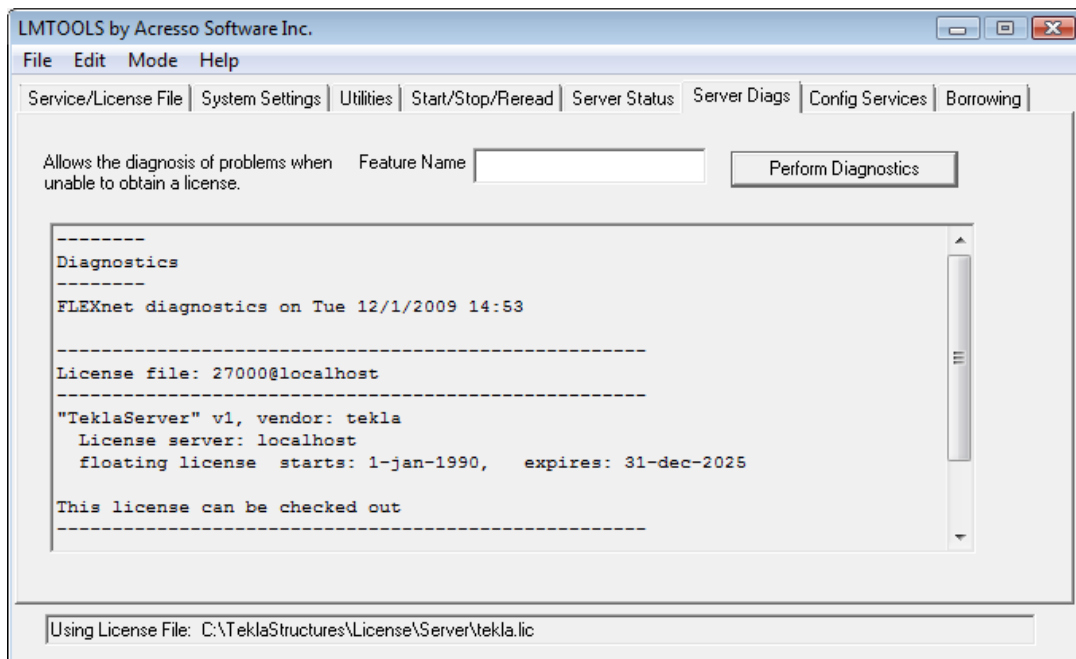 LMTOOLS by Acresso Software Inc.
File Edit Mode Help
Service/License File System Settings Utilities Start/Stop/Reread Server Status Server Diags Config Services Borrowing
Allows the diagnosis of problems when unable to obtain a license.
Feature Name
Perform Diagnostics
--------
Diagnostics
--------
FLEXnet diagnostics on Tue 12/1/2009 14:53
-----------------------------------------------------
License file: 27000@localhost
-----------------------------------------------------
"TeklaServer" v1, vendor: tekla
License server: localhost
floating license starts: 1-jan-1990, expires: 31-dec-2025
This license can be checked out
-----------------------------------------------------
Using License File: C:\TeklaStructures\License\Server\tekla.lic